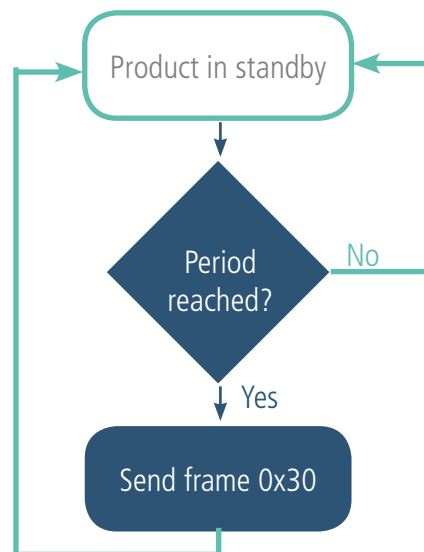 Product in standby
Period
reached?
No
Yes
Send frame 0x30